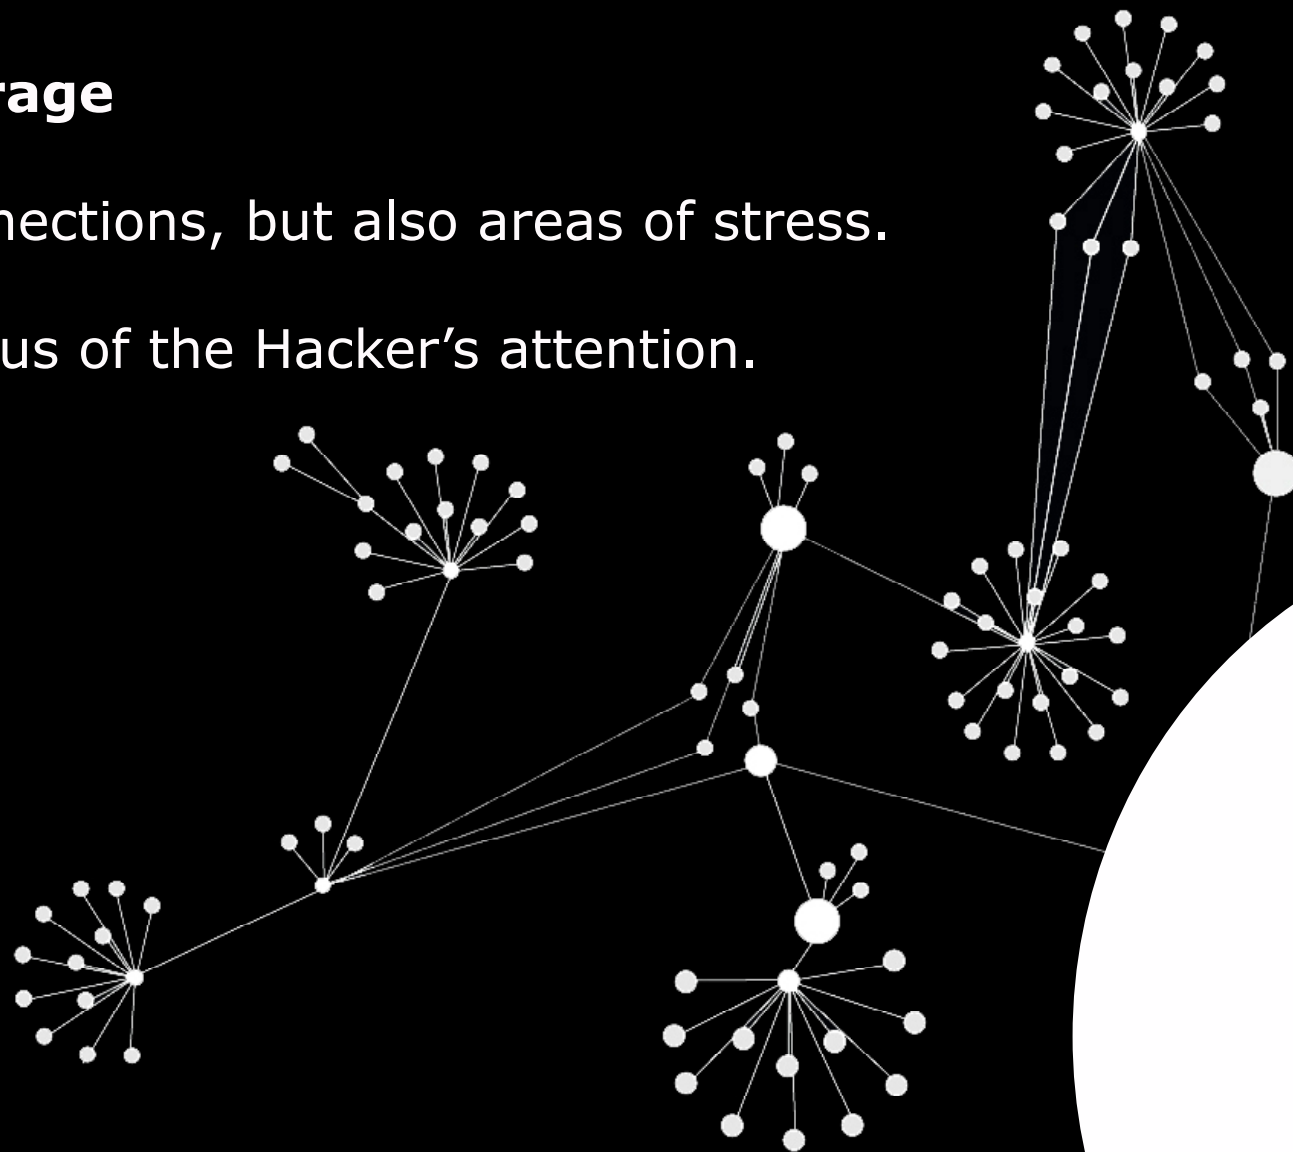 rage
nections, but also areas of stress.
us of the Hacker’s attention.